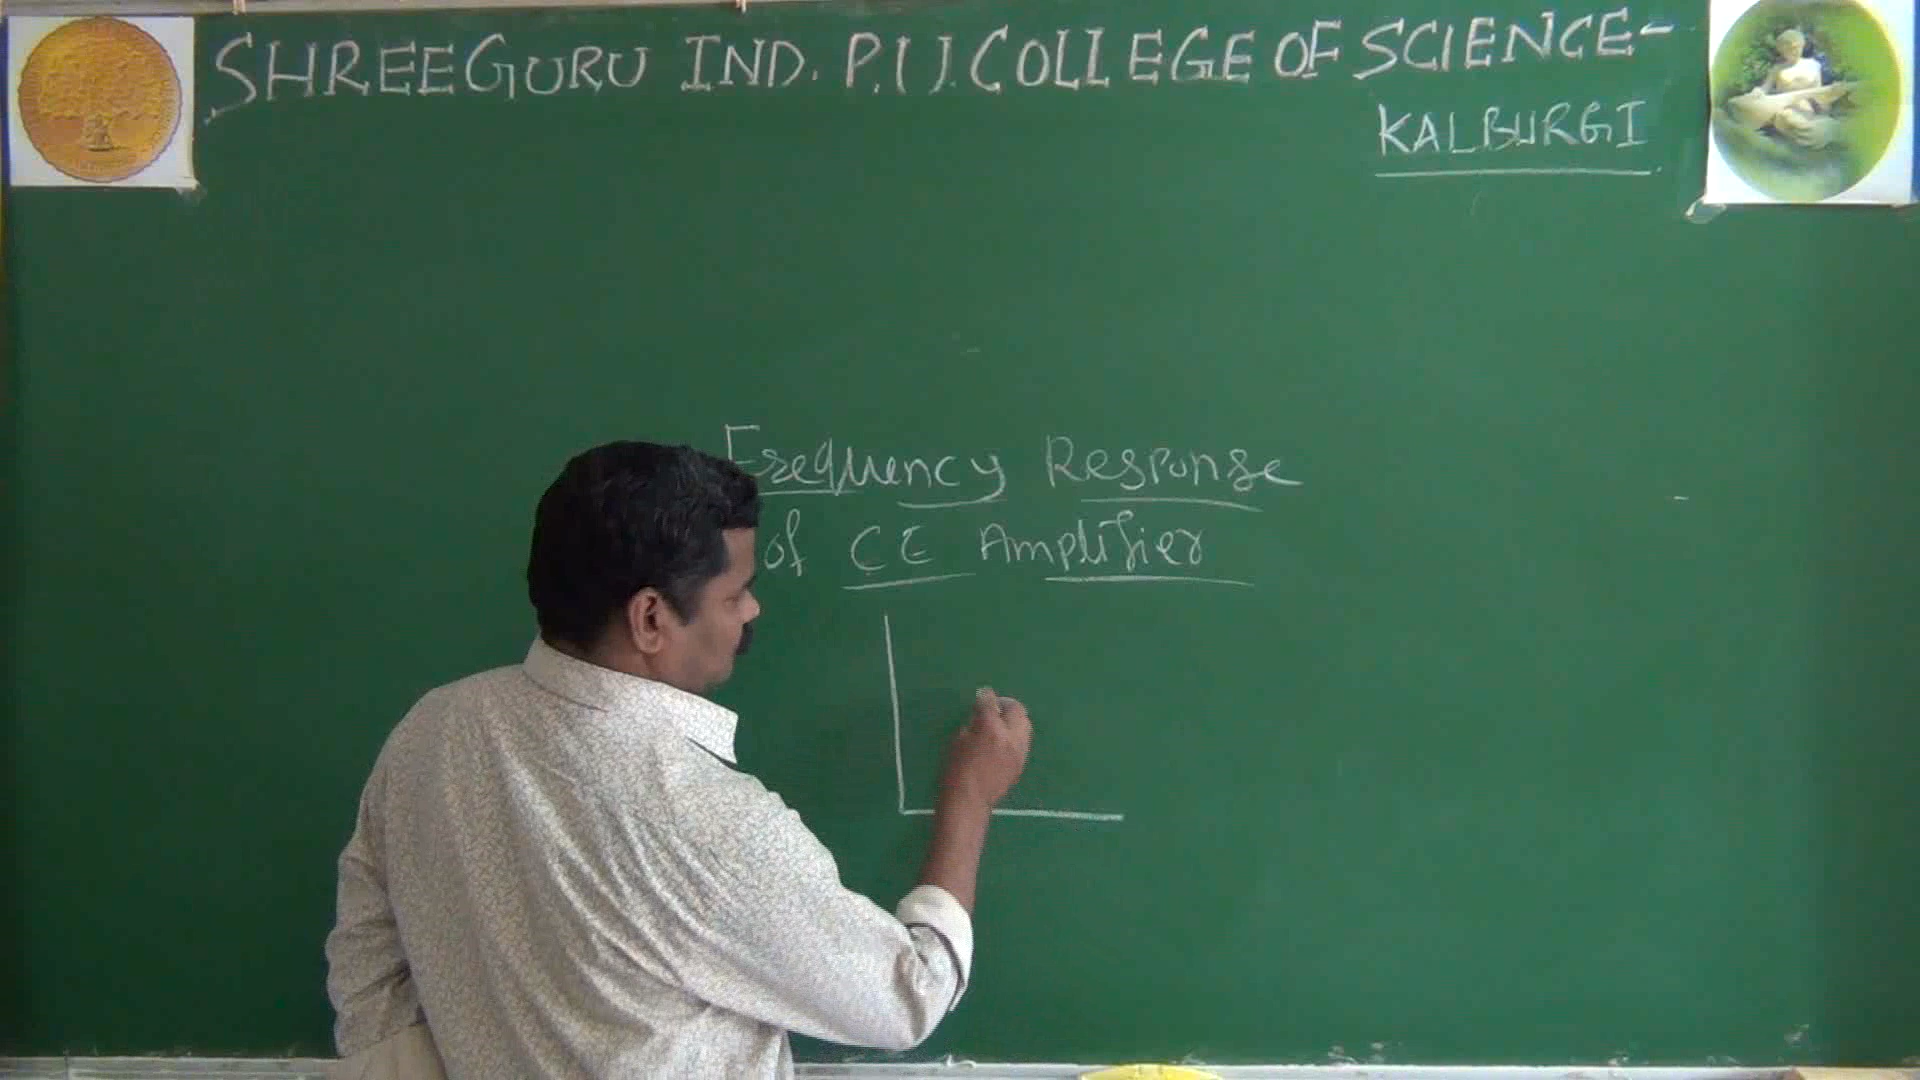 SHREEGURU IND. P.U. COLLEGE OF SCIENCE-
KALBURGI
Frequency Response
of CE Amplifier